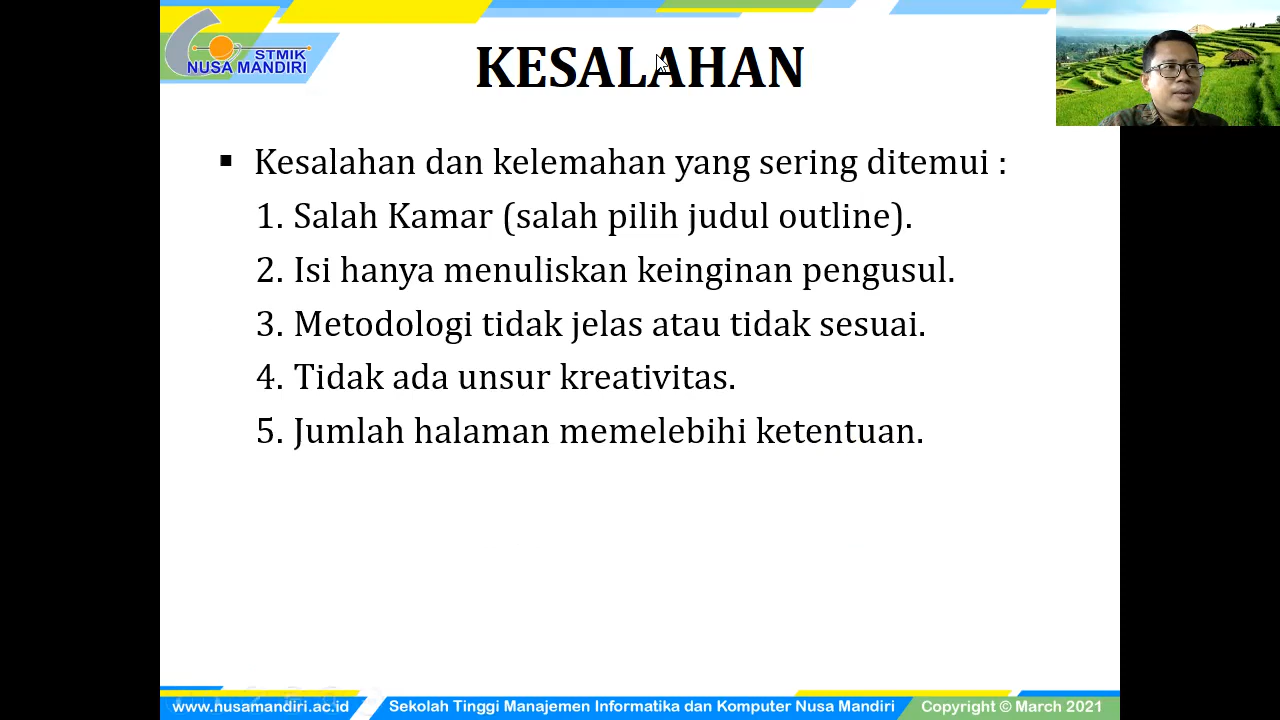 STMIK
NUSA MANDIRI
KESALAHAN
▪ Kesalahan dan kelemahan yang sering ditemui :
1. Salah Kamar (salah pilih judul outline).
2. Isi hanya menuliskan keinginan pengusul.
3. Metodologi tidak jelas atau tidak sesuai.
4. Tidak ada unsur kreativitas.
5. Jumlah halaman memelebihi ketentuan.
www.nusamandiri.ac.id Sekolah Tinggi Manajemen Informatika dan Komputer Nusa Mandiri Copyright © March 2021